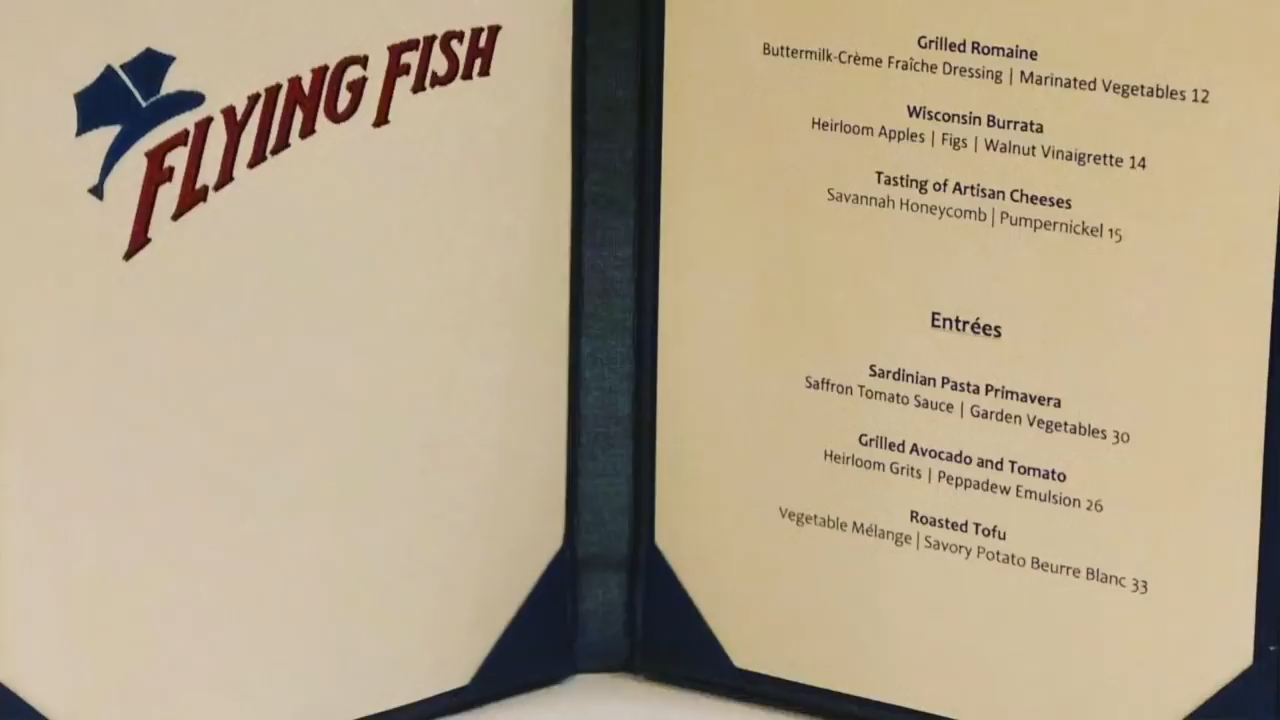 FLYING FISH
Grilled Romaine
Buttermilk-Crème Fraîche Dressing | Marinated Vegetables 12
Wisconsin Burrata
Heirloom Apples | Figs | Walnut Vinaigrette 14
Tasting of Artisan Cheeses
Savannah Honeycomb | Pumpernickel 15
Entrées
Sardinian Pasta Primavera
Saffron Tomato Sauce | Garden Vegetables 30
Grilled Avocado and Tomato
Heirloom Grits | Peppadew Emulsion 26
Roasted Tofu
Vegetable Mélange | Savory Potato Beurre Blanc 33